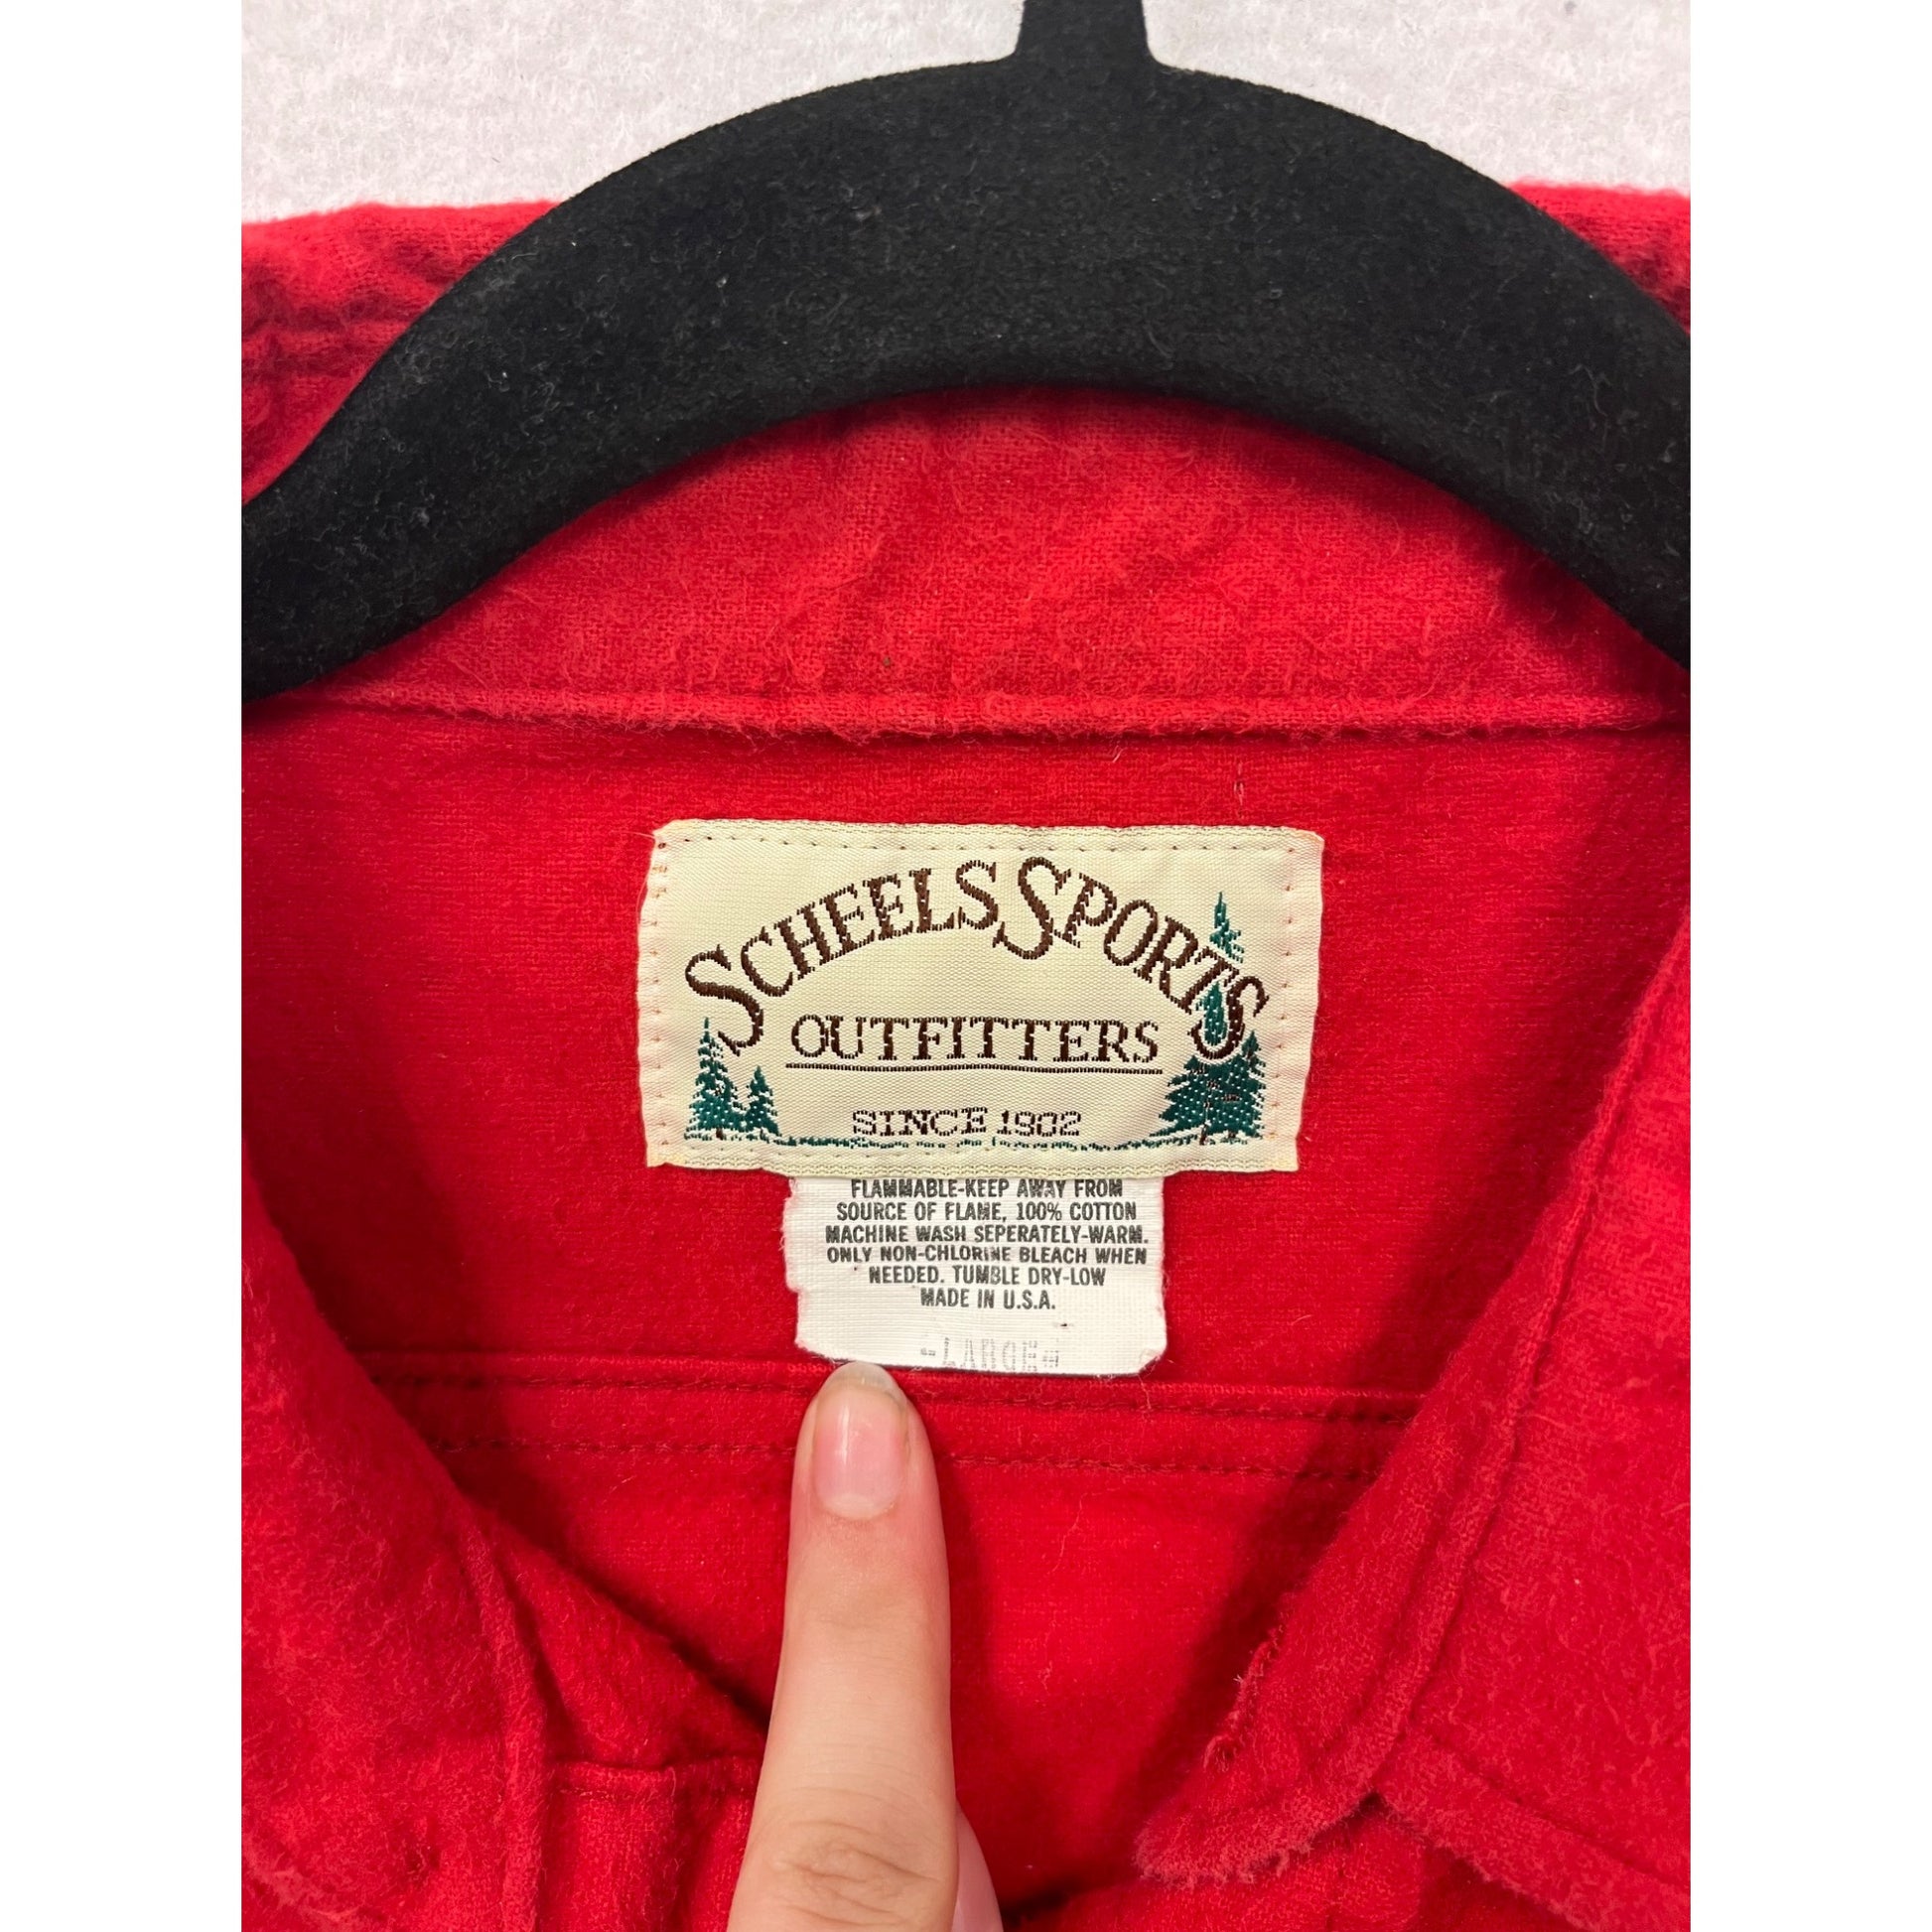 SCHEELS SPORTS
OUTFITTERS
SINCE 1902
FLAMMABLE-KEEP AWAY FROM
SOURCE OF FLAME, 100% COTTON
MACHINE WASH SEPERATELY-WARM.
ONLY NON-CHLORINE BLEACH WHEN
NEEDED. TUMBLE DRY-LOW
MADE IN U.S.A.
-LARGE-